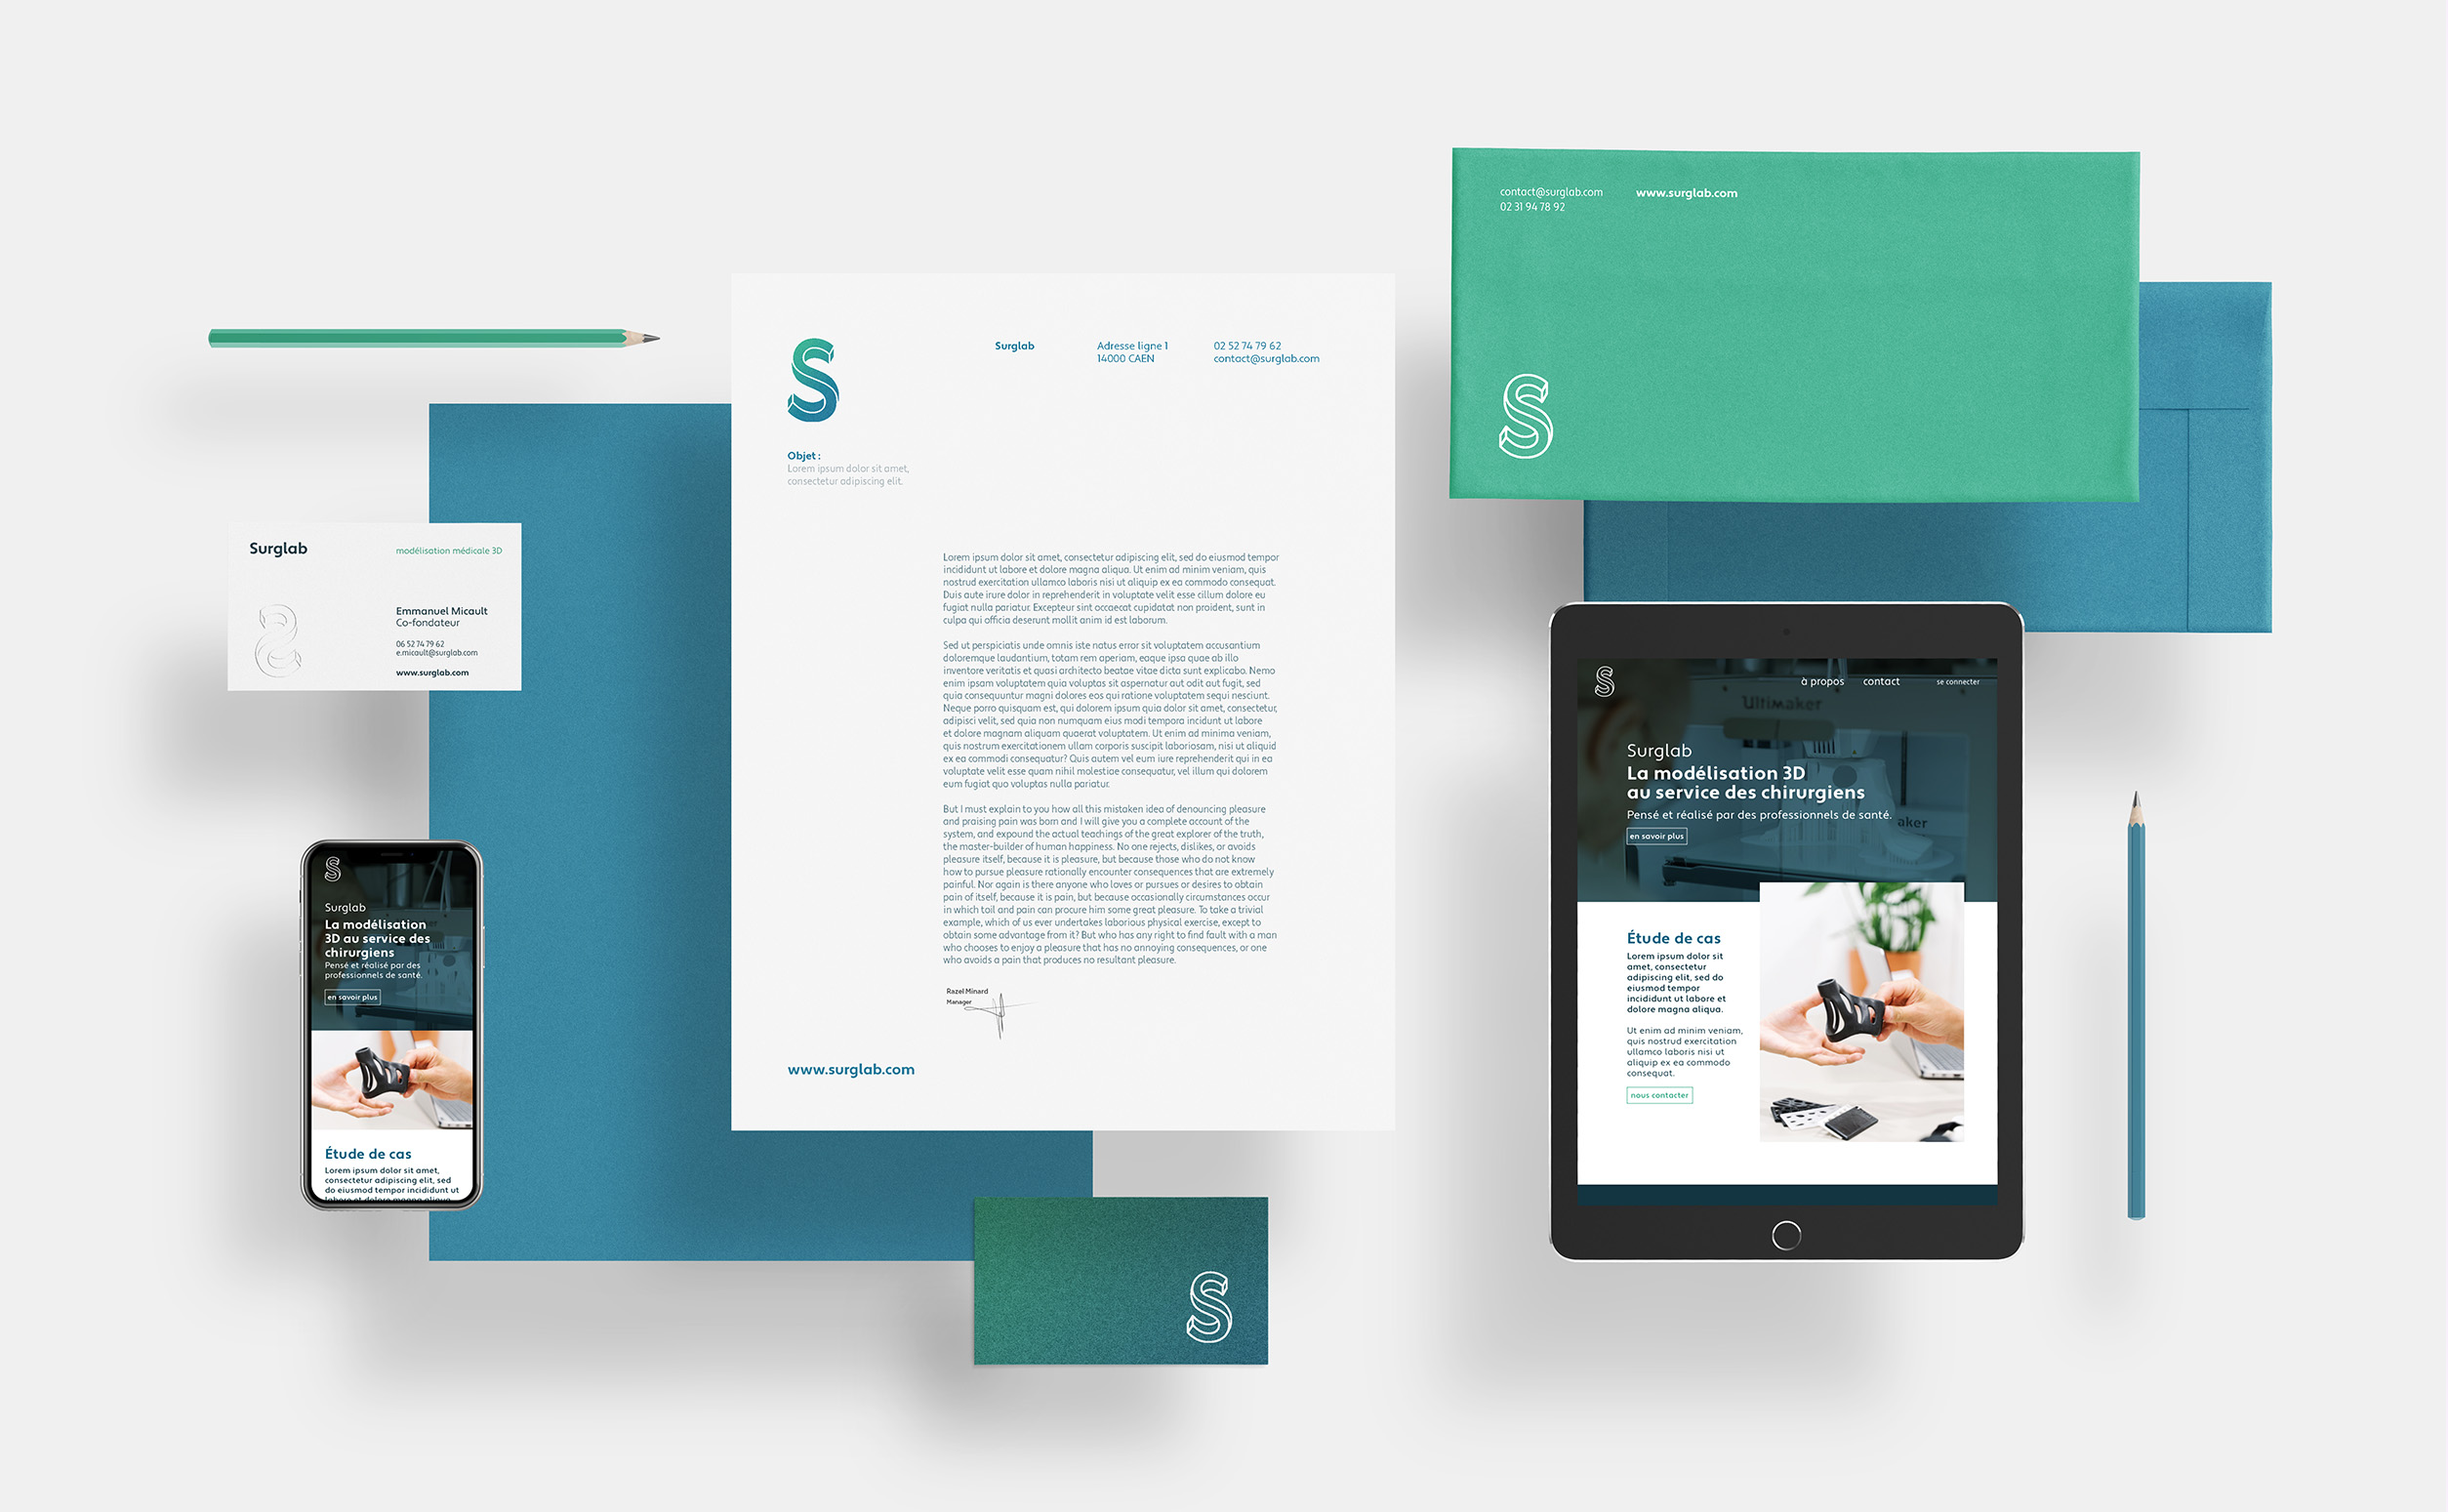 contact@surglab.com
www.surglab.com
02 31 94 78 92
Surglab
Adresse ligne 1
14000 CAEN
02 52 74 79 62
contact@surglab.com
Objet :
Lorem ipsum dolor sit amet,
consectetur adipiscing elit.
Lorem ipsum dolor sit amet, consectetur adipiscing elit, sed do eiusmod tempor
incididunt ut labore et dolore magna aliqua. Ut enim ad minim veniam, quis
nostrud exercitation ullamco laboris nisi ut aliquip ex ea commodo consequat.
Duis aute irure dolor in reprehenderit in voluptate velit esse cillum dolore eu
fugiat nulla pariatur. Excepteur sint occaecat cupidatat non proident, sunt in
culpa qui officia deserunt mollit anim id est laborum.
Sed ut perspiciatis unde omnis iste natus error sit voluptatem accusantium
doloremque laudantium, totam rem aperiam, eaque ipsa quae ab illo
inventore veritatis et quasi architecto beatae vitae dicta sunt explicabo. Nemo
enim ipsam voluptatem quia voluptas sit aspernatur aut odit aut fugit, sed
quia consequuntur magni dolores eos qui ratione voluptatem sequi nesciunt.
Neque porro quisquam est, qui dolorem ipsum quia dolor sit amet, consectetur,
adipisci velit, sed quia non numquam eius modi tempora incidunt ut labore
et dolore magnam aliquam quaerat voluptatem. Ut enim ad minima veniam,
quis nostrum exercitationem ullam corporis suscipit laboriosam, nisi ut aliquid
ex ea commodi consequatur? Quis autem vel eum iure reprehenderit qui in ea
voluptate velit esse quam nihil molestiae consequatur, vel illum qui dolorem
eum fugiat quo voluptas nulla pariatur.
But I must explain to you how all this mistaken idea of denouncing pleasure
and praising pain was born and I will give you a complete account of the
system, and expound the actual teachings of the great explorer of the truth,
the master-builder of human happiness. No one rejects, dislikes, or avoids
pleasure itself, because it is pleasure, but because those who do not know
how to pursue pleasure rationally encounter consequences that are extremely
painful. Nor again is there anyone who loves or pursues or desires to obtain
pain of itself, because it is pain, but because occasionally circumstances occur
in which toil and pain can procure him some great pleasure. To take a trivial
example, which of us ever undertakes laborious physical exercise, except to
obtain some advantage from it? But who has any right to find fault with a man
who chooses to enjoy a pleasure that has no annoying consequences, or one
who avoids a pain that produces no resultant pleasure.
Razel Minard
Manager
www.surglab.com
Surglab
modélisation médicale 3D
Emmanuel Micault
Co-fondateur
06 52 74 79 62
e.micault@surglab.com
www.surglab.com
Surglab
La modélisation
3D au service des
chirurgiens
Pensé et réalisé par des
professionnels de santé.
en savoir plus
Étude de cas
Lorem ipsum dolor sit amet,
consectetur adipiscing elit, sed
do eiusmod tempor incididunt ut
labore et dolore magna aliqua.
à propos
contact
se connecter
Ultimaker
Surglab
La modélisation 3D
au service des chirurgiens
Pensé et réalisé par des professionnels de santé.
aker
en savoir plus
Étude de cas
Lorem ipsum dolor sit
amet, consectetur
adipiscing elit, sed do
eiusmod tempor
incididunt ut labore et
dolore magna aliqua.
Ut enim ad minim veniam,
quis nostrud exercitation
ullamco laboris nisi ut
aliquip ex ea commodo
consequat.
nous contacter
S
S
S
S
S